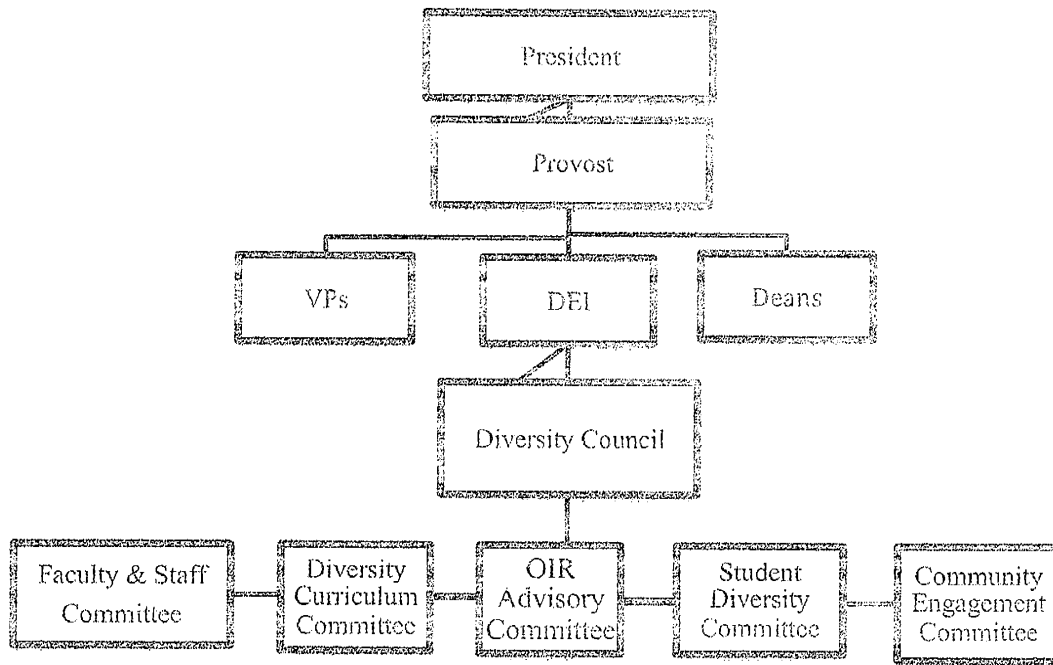 President
Provost
VPs
DEI
Deans
Diversity Council
Faculty & Staff
Committee
Diversity
Curriculum
Committee
OIR
Advisory
Committee
Student
Diversity
Committee
Community
Engagement
Committee